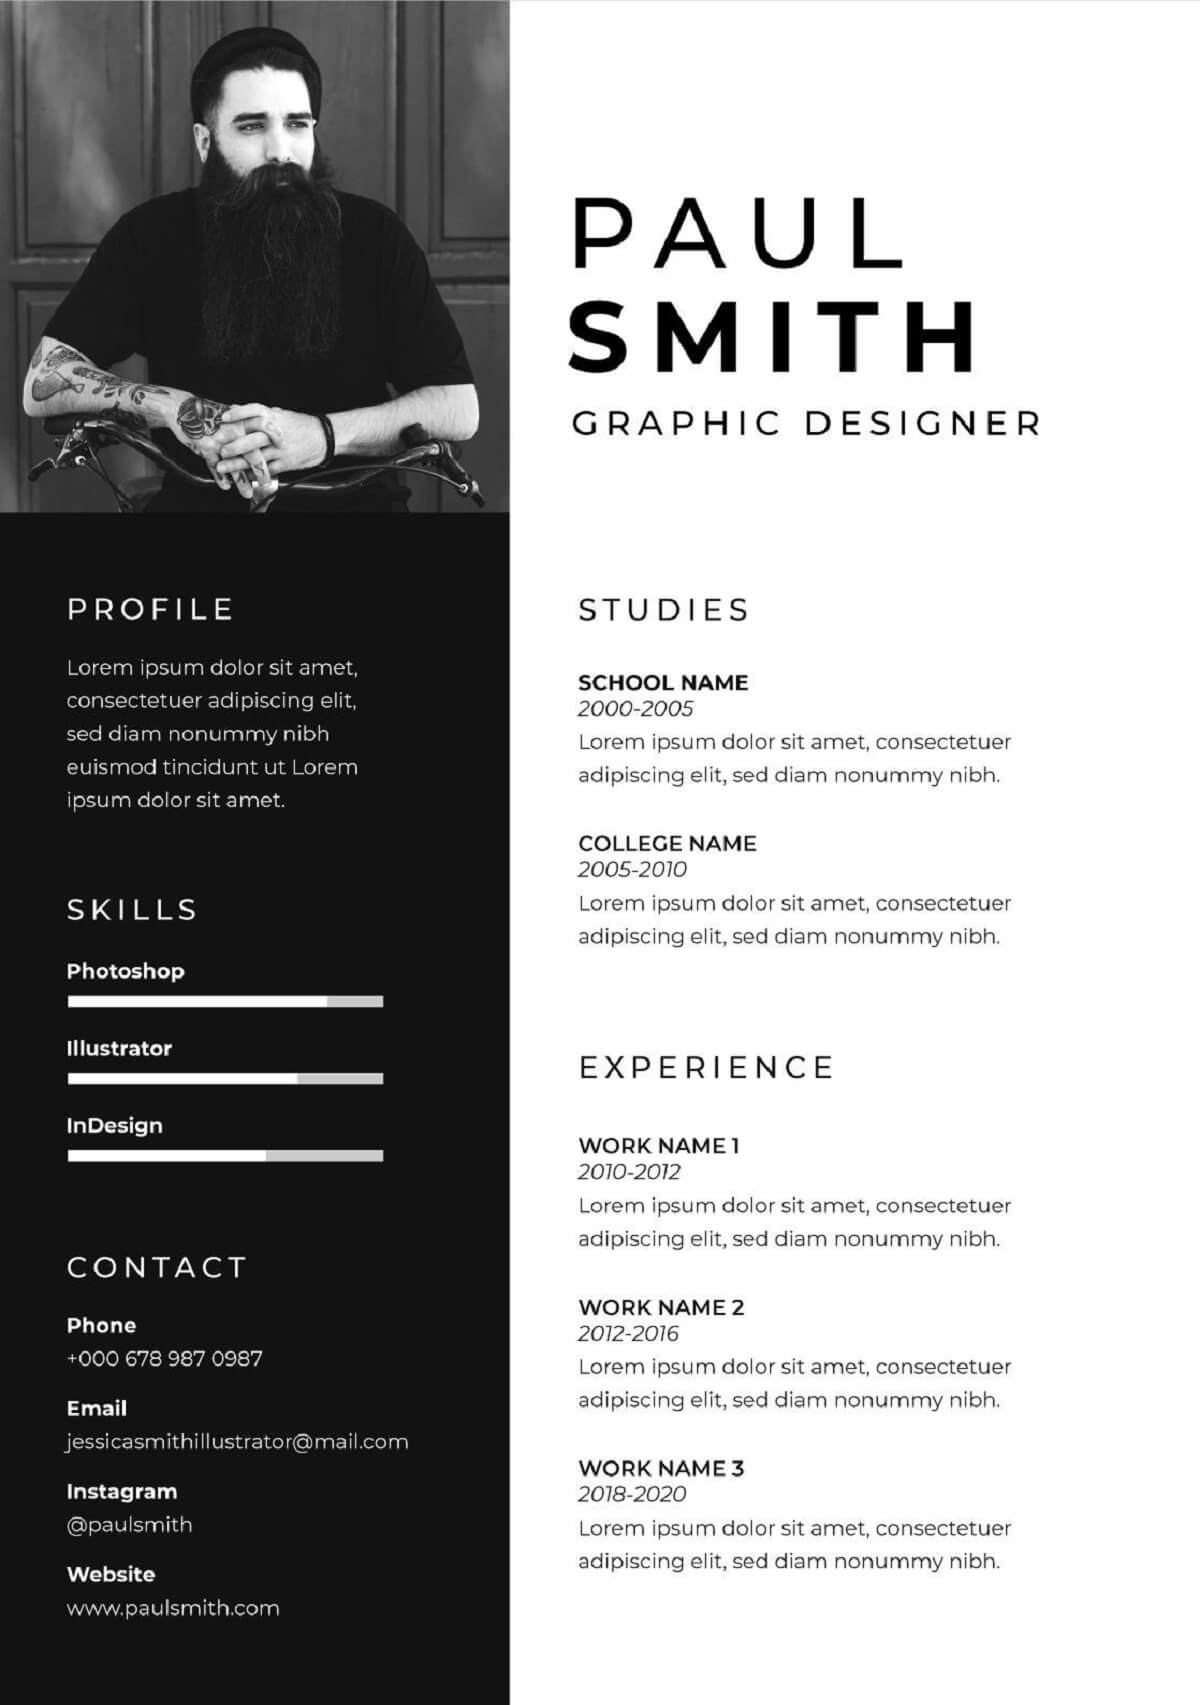 PAUL
SMITH
GRAPHIC DESIGNER
PROFILE
Lorem ipsum dolor sit amet,
consectetuer adipiscing elit,
sed diam nonummy nibh
euismod tincidunt ut Lorem
ipsum dolor sit amet.
SKILLS
Photoshop
Illustrator
InDesign
CONTACT
Phone
+000 678 987 0987
Email
jessicasmithillustrator@mail.com
Instagram
@paulsmith
Website
www.paulsmith.com
STUDIES
SCHOOL NAME
2000-2005
Lorem ipsum dolor sit amet, consectetuer
adipiscing elit, sed diam nonummy nibh.
COLLEGE NAME
2005-2010
Lorem ipsum dolor sit amet, consectetuer
adipiscing elit, sed diam nonummy nibh.
EXPERIENCE
WORK NAME 1
2010-2012
Lorem ipsum dolor sit amet, consectetuer
adipiscing elit, sed diam nonummy nibh.
WORK NAME 2
2012-2016
Lorem ipsum dolor sit amet, consectetuer
adipiscing elit, sed diam nonummy nibh.
WORK NAME 3
2018-2020
Lorem ipsum dolor sit amet, consectetuer
adipiscing elit, sed diam nonummy nibh.